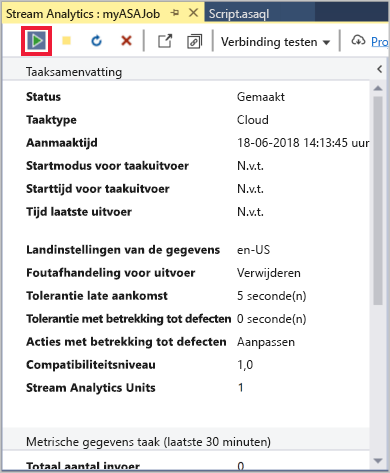 Stream Analytics : myASAJob Script.asaql
Verbinding testen Pro
Taaksamenvatting
Status Gemaakt
Taaktype Cloud
Aanmaaktijd 18-06-2018 14:13:45 uur
Startmodus voor taakuitvoer N.v.t.
Starttijd voor taakuitvoer N.v.t.
Tijd laatste uitvoer N.v.t.
Landinstellingen van de gegevens en-US
Foutafhandeling voor uitvoer Verwijderen
Tolerantie late aankomst 5 seconde(n)
Tolerantie met betrekking tot defecten 0 seconde(n)
Acties met betrekking tot defecten Aanpassen
Compatibiliteitsniveau 1,0
Stream Analytics Units 1
Metrische gegevens taak (laatste 30 minuten)
Totaal aantal invoer 0